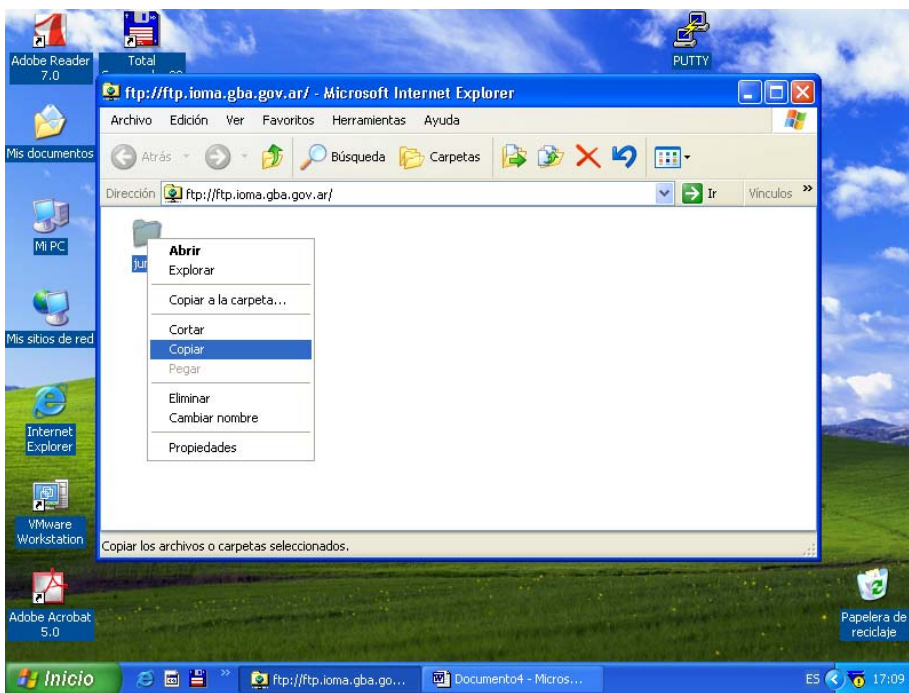 Adobe Reader
7.0
Total
PUTTY
Mis documentos
Mi PC
Mis sitios de red
Internet
Explorer
VMware
Workstation
Adobe Acrobat
5.0
Papelera de
reciclaje
ftp://ftp.ioma.gba.gov.ar/ - Microsoft Internet Explorer
Archivo Edición Ver Favoritos Herramientas Ayuda
Atrás Búsqueda Carpetas
Dirección ftp://ftp.ioma.gba.gov.ar/ Ir Vínculos »
Abrir
Explorar
Copiar a la carpeta...
Cortar
Copiar
Pegar
Eliminar
Cambiar nombre
Propiedades
Copiar los archivos o carpetas seleccionados.
Inicio » ftp://ftp.ioma.gba.go... Documento4 - Micros... ES 17:09